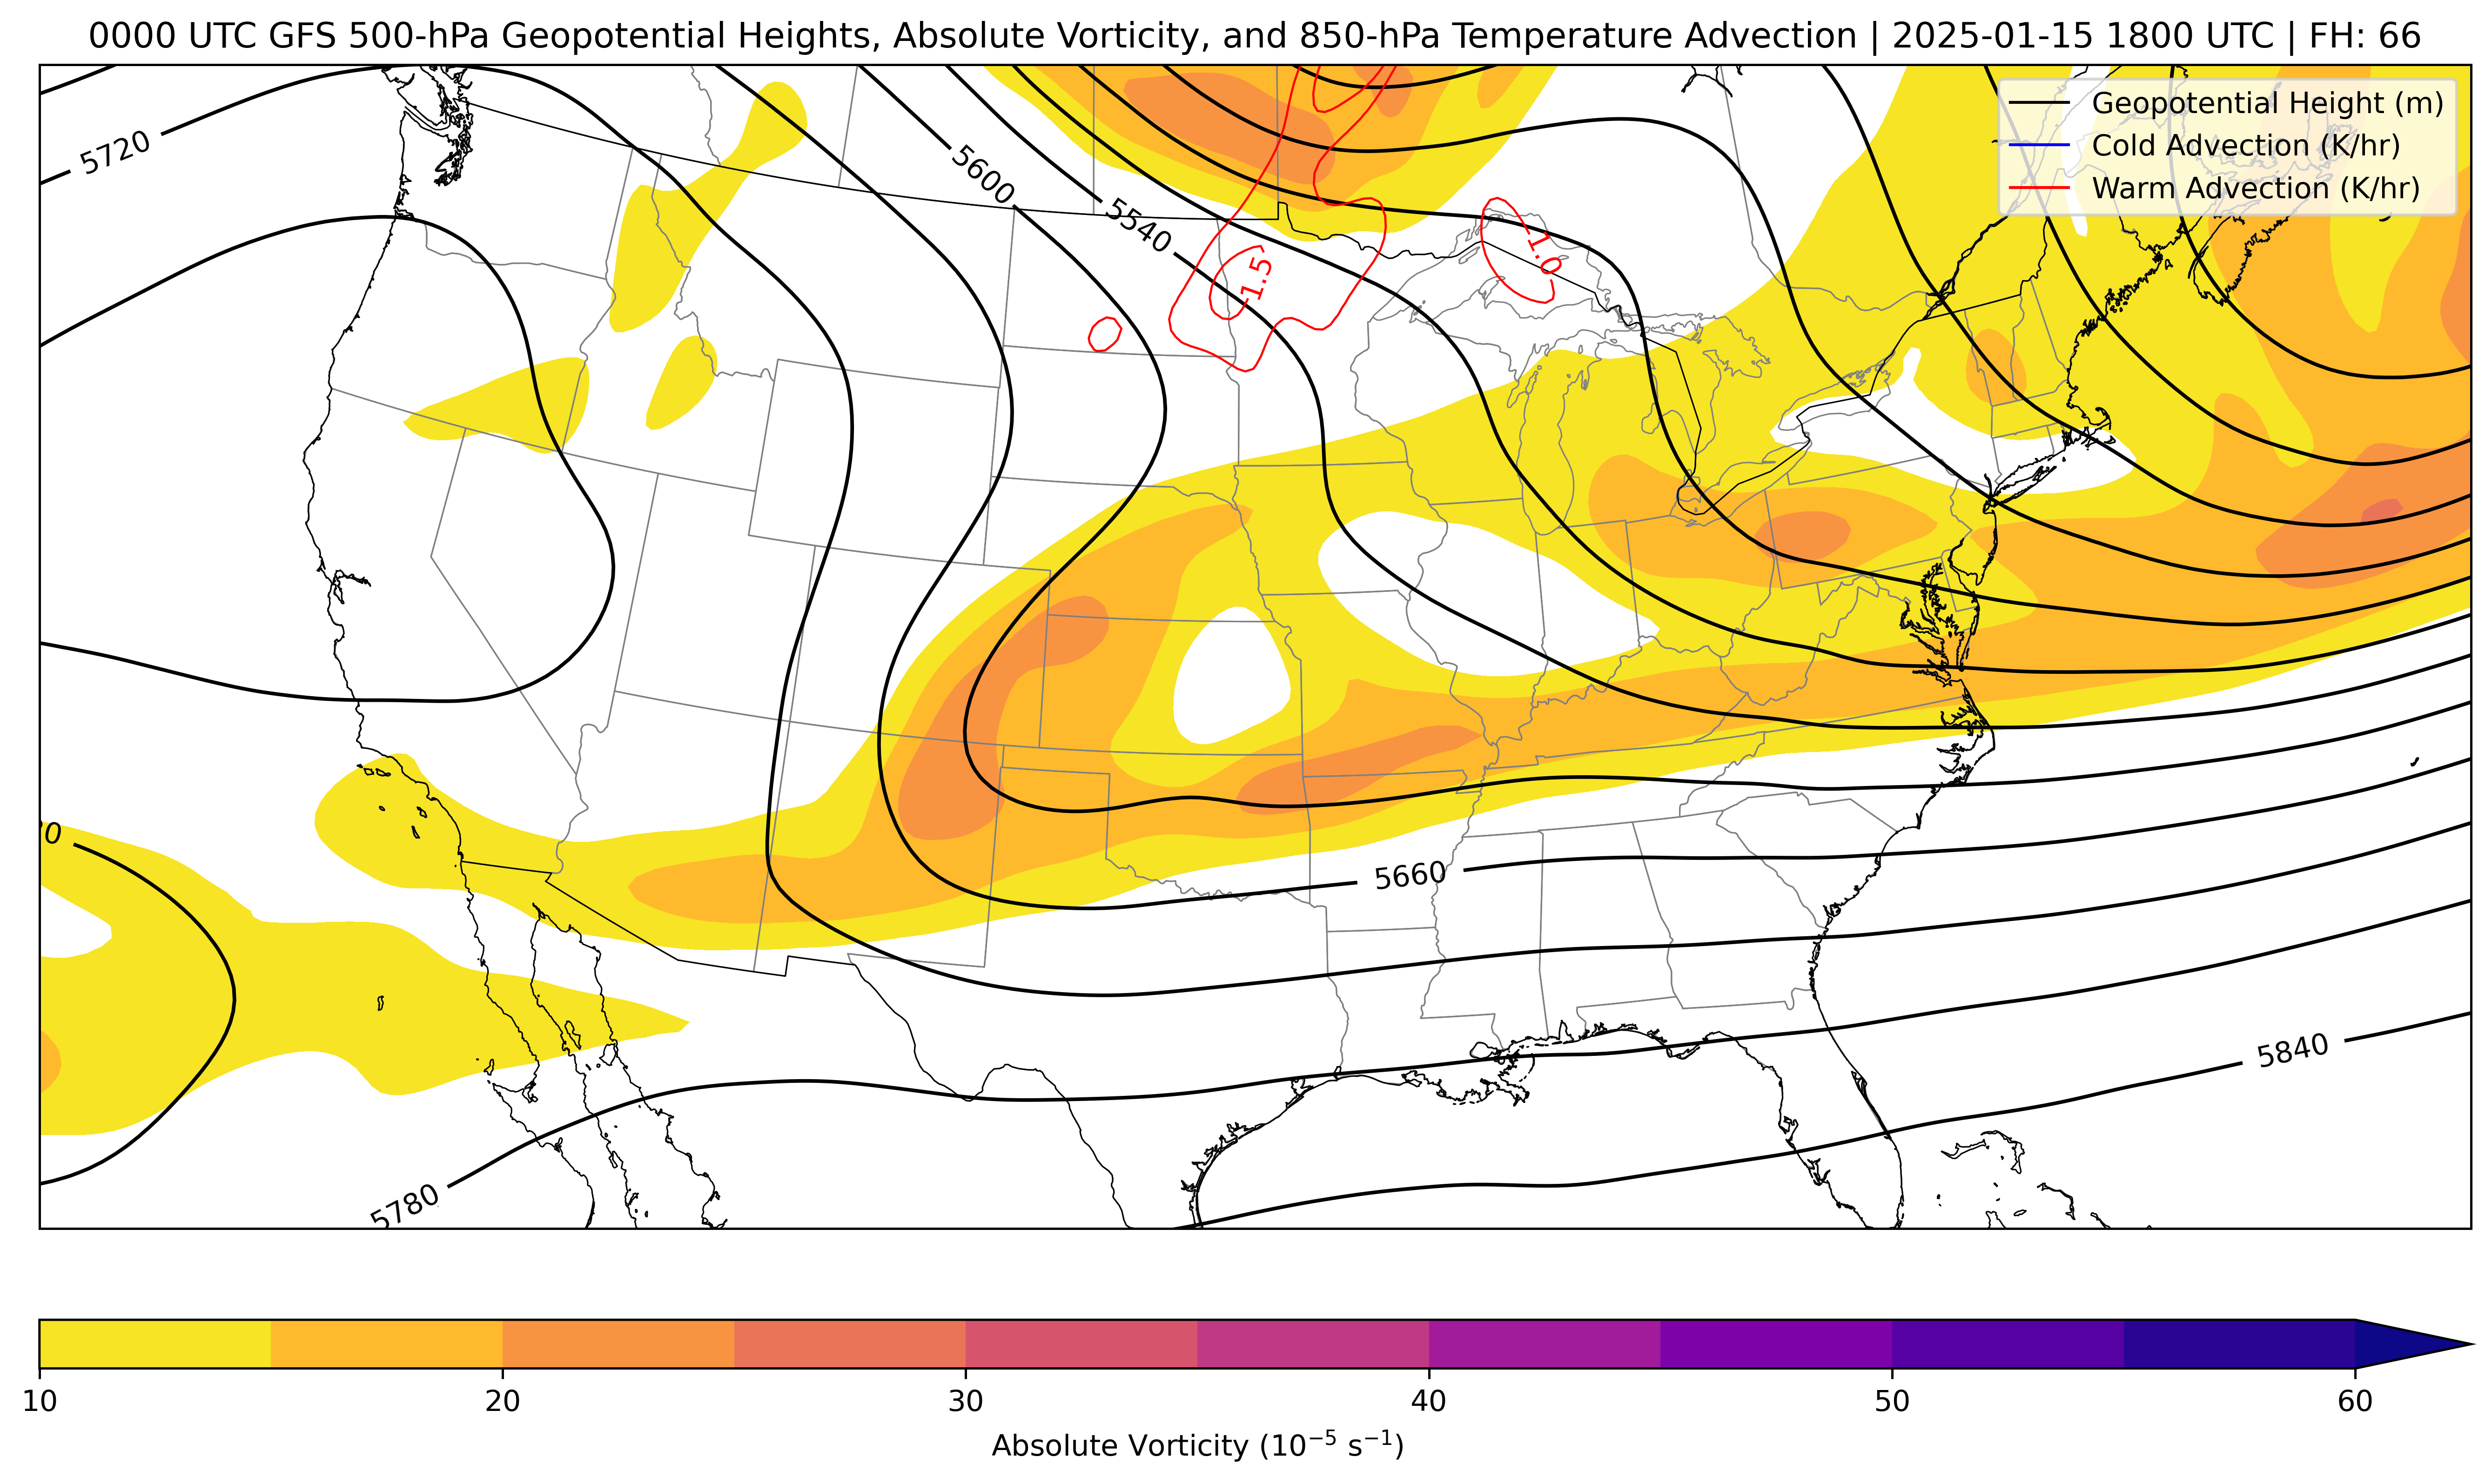 0000 UTC GFS 500-hPa Geopotential Heights, Absolute Vorticity, and 850-hPa Temperature Advection | 2025-01-15 1800 UTC | FH: 66
Geopotential Height (m)
Cold Advection (K/hr)
Warm Advection (K/hr)
5720
5600
5540
1.0
1.5
5660
5840
5780
10 20 30 40 50 60
Absolute Vorticity (10⁻⁵ s⁻¹)